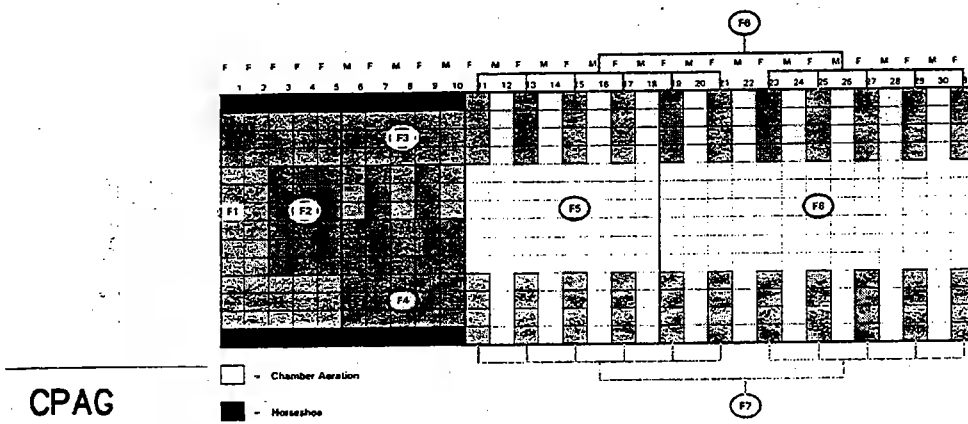 F6
F F F F F M F M F M F M F M F M F M F M F M F M F M F M F M F
1 2 3 4 5 6 7 8 9 10 11 12 13 14 15 16 17 18 19 20 21 22 23 24 25 26 27 28 29 30
F3
F1 F2 F5 F8
F4
- Chamber Aeration
F7
CPAG
- Horseshoe